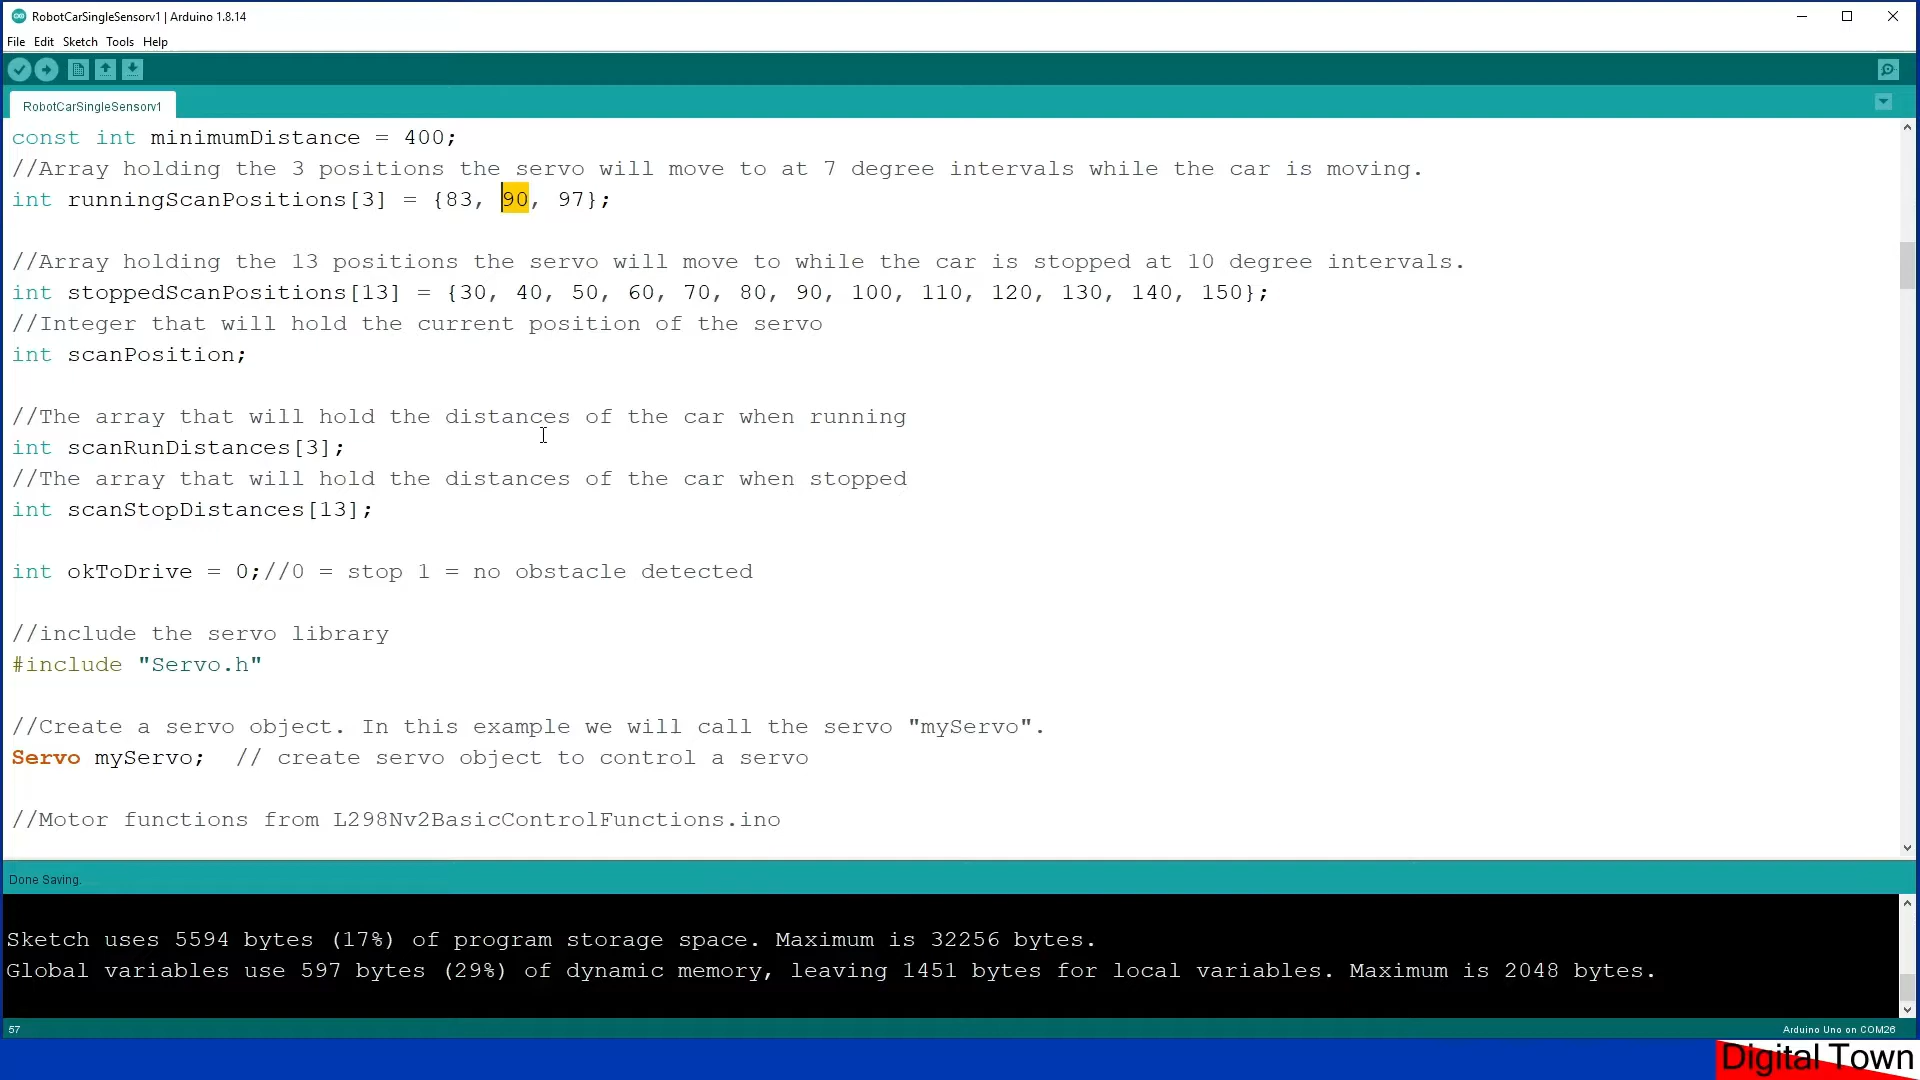 RobotCarSingleSensorv1 | Arduino 1.8.14
File Edit Sketch Tools Help
RobotCarSingleSensorv1
const int minimumDistance = 400;
//Array holding the 3 positions the servo will move to at 7 degree intervals while the car is moving.
int runningScanPositions[3] = {83, 90, 97};
//Array holding the 13 positions the servo will move to while the car is stopped at 10 degree intervals.
int stoppedScanPositions[13] = {30, 40, 50, 60, 70, 80, 90, 100, 110, 120, 130, 140, 150};
//Integer that will hold the current position of the servo
int scanPosition;
//The array that will hold the distances of the car when running
int scanRunDistances[3];
//The array that will hold the distances of the car when stopped
int scanStopDistances[13];
int okToDrive = 0;//0 = stop 1 = no obstacle detected
//include the servo library
#include "Servo.h"
//Create a servo object. In this example we will call the servo "myServo".
Servo myServo;  // create servo object to control a servo
//Motor functions from L298Nv2BasicControlFunctions.ino
Done Saving.
Sketch uses 5594 bytes (17%) of program storage space. Maximum is 32256 bytes.
Global variables use 597 bytes (29%) of dynamic memory, leaving 1451 bytes for local variables. Maximum is 2048 bytes.
57
Arduino Uno on COM26
Digital Town